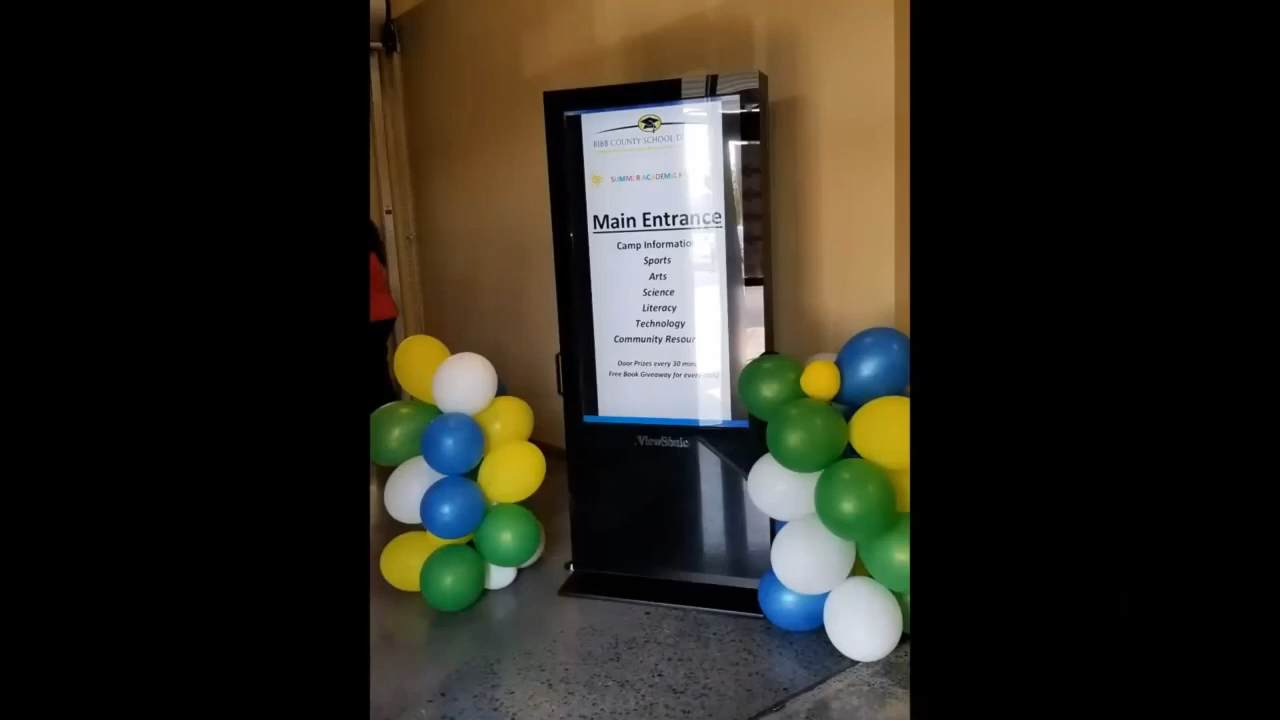 BIBB COUNTY SCHOOL D
SUMMER ACADEMIC
Main Entrance
Camp Information
Sports
Arts
Science
Literacy
Technology
Community Resour
Door Prizes every 30 minu
Free Book Giveaway for every child
ViewSonic